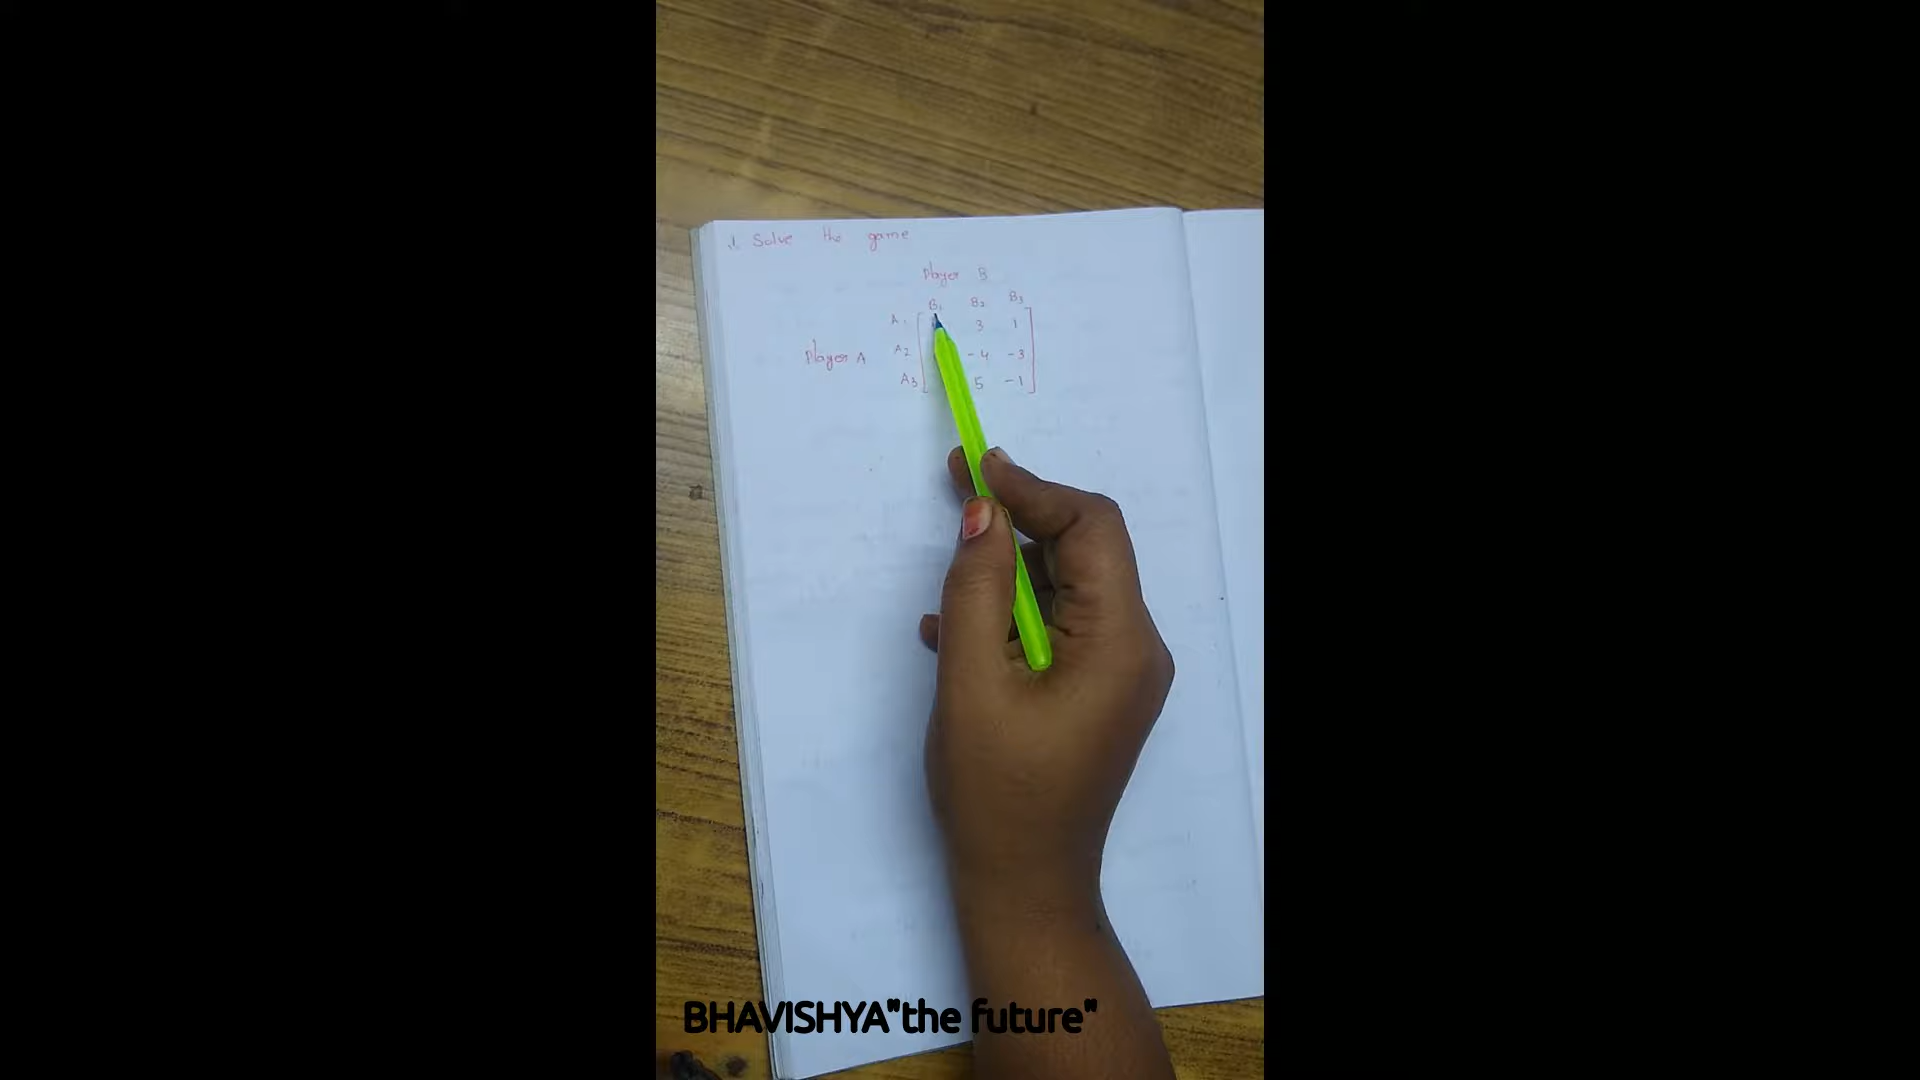 1. Solve the game
Player B
B1 B2 B3
A1 3 1
Player A A2 -4 -3
A3 5 -1
BHAVISHYA"the future"